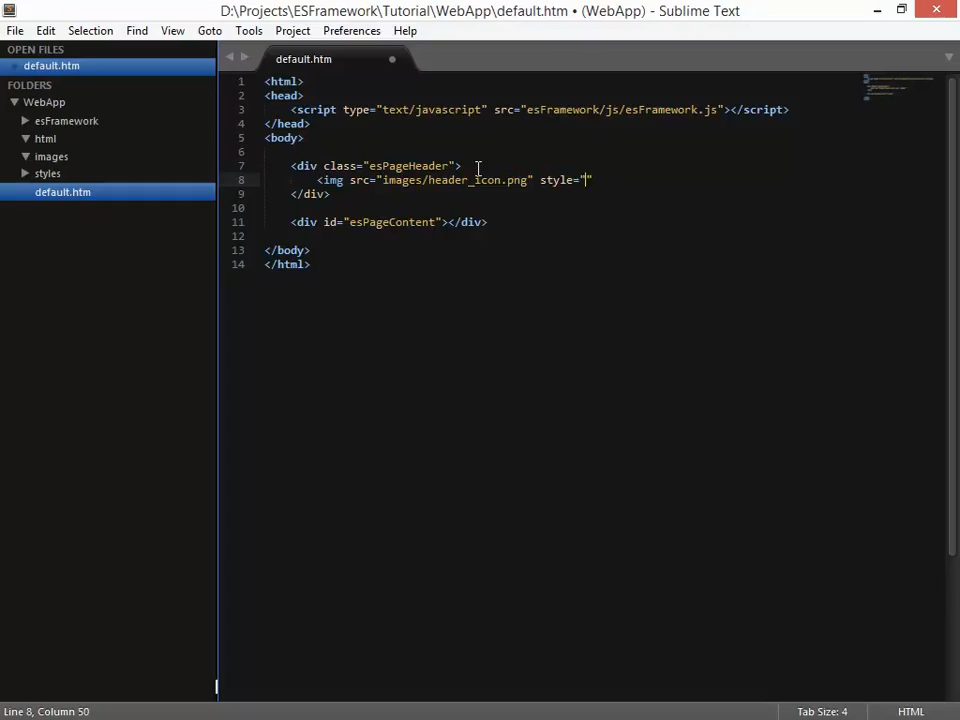 D:\Projects\ESFramework\Tutorial\WebApp\default.htm • (WebApp) - Sublime Text
File Edit Selection Find View Goto Tools Project Preferences Help
OPEN FILES
default.htm
FOLDERS
WebApp
esFramework
html
images
styles
default.htm
default.htm
1 <html>
2 <head>
3 <script type="text/javascript" src="esFramework/js/esFramework.js"></script>
4 </head>
5 <body>
6
7 <div class="esPageHeader">
8 <img src="images/header_icon.png" style=""
9 </div>
10
11 <div id="esPageContent"></div>
12
13 </body>
14 </html>
Line 8, Column 50
Tab Size: 4
HTML